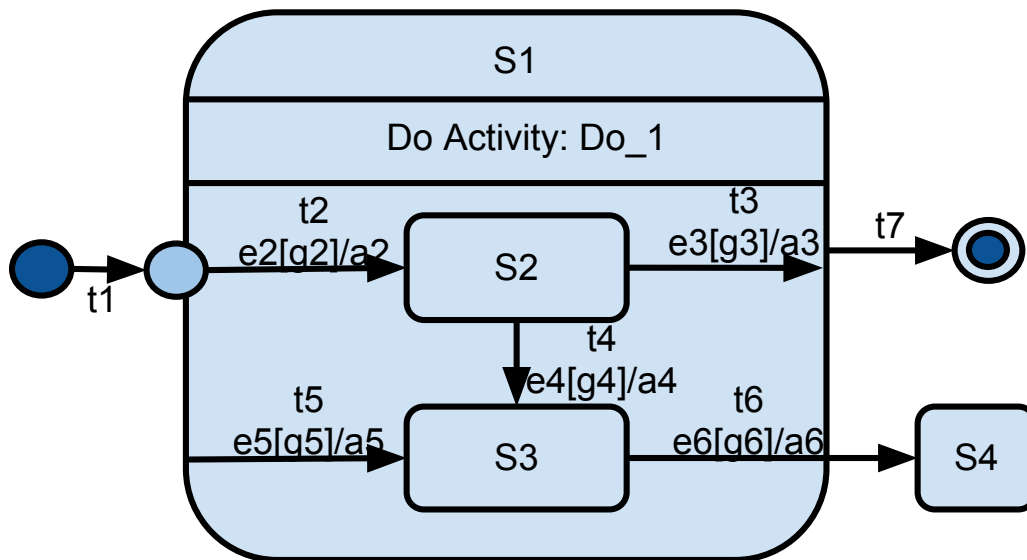 S1
Do Activity: Do_1
t2
e2[g2]/a2
t3
e3[g3]/a3
t7
S2
t1
t4
e4[g4]/a4
t5
e5[g5]/a5
t6
e6[g6]/a6
S3
S4